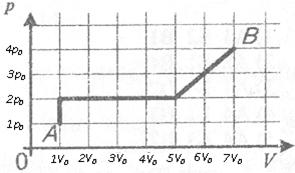 p
4p₀
B
3p₀
2p₀
1p₀
A
0 1V₀ 2V₀ 3V₀ 4V₀ 5V₀ 6V₀ 7V₀ V